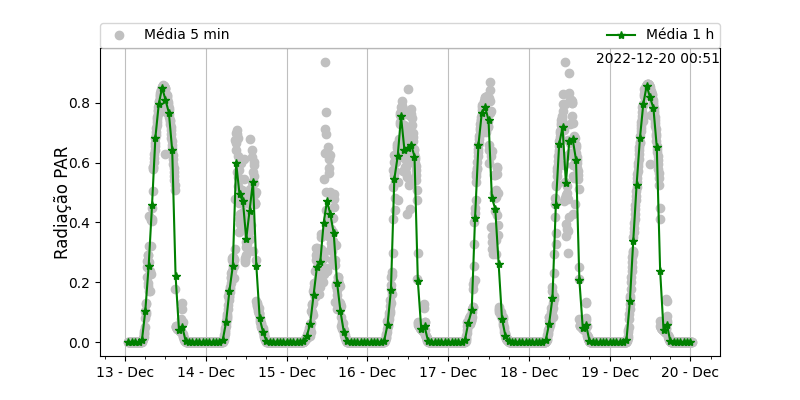 Média 5 min
Média 1 h
2022-12-20 00:51
Radiação PAR
0.8
0.6
0.4
0.2
0.0
13 - Dec
14 - Dec
15 - Dec
16 - Dec
17 - Dec
18 - Dec
19 - Dec
20 - Dec